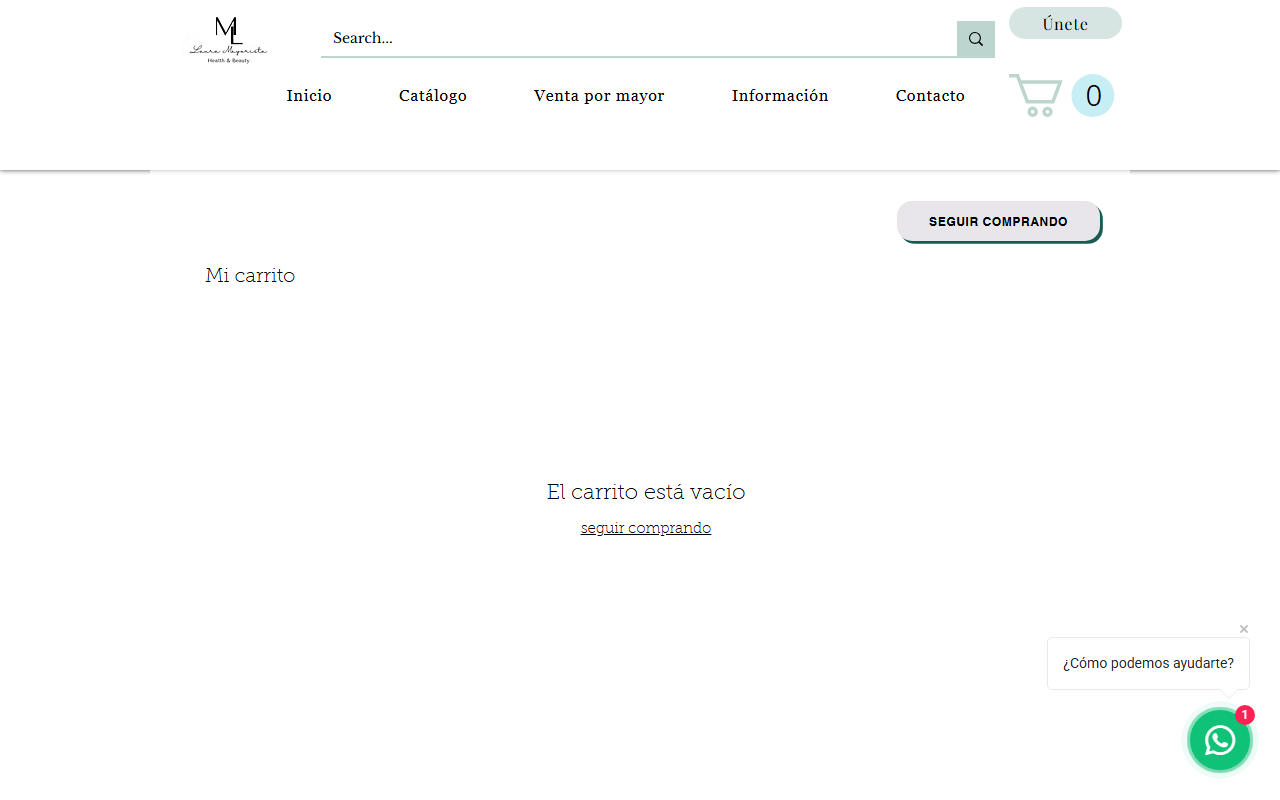 ML
Laura Mayorista
Health & Beauty
Search...
Únete
Inicio
Catálogo
Venta por mayor
Información
Contacto
0
SEGUIR COMPRANDO
Mi carrito
El carrito está vacío
seguir comprando
¿Cómo podemos ayudarte?
1